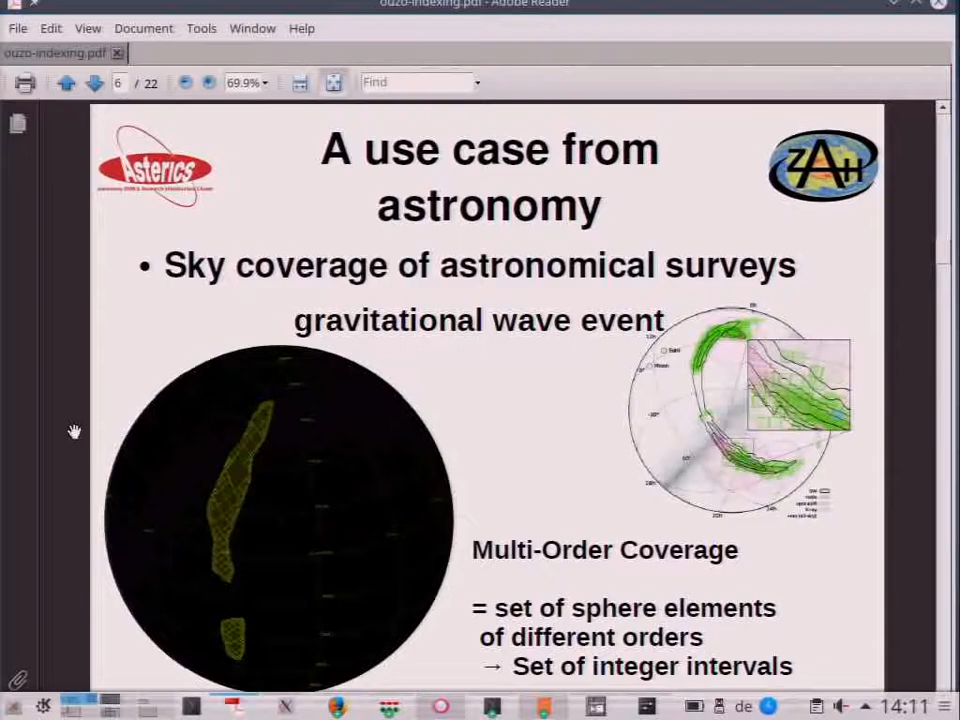 ouzo-indexing.pdf - Adobe Reader
File Edit View Document Tools Window Help
ouzo-indexing.pdf
6 / 22 69.9% Find
Asterics
ZAH
A use case from
astronomy
• Sky coverage of astronomical surveys
gravitational wave event
Multi-Order Coverage
= set of sphere elements
of different orders
→ Set of integer intervals
de
14:11